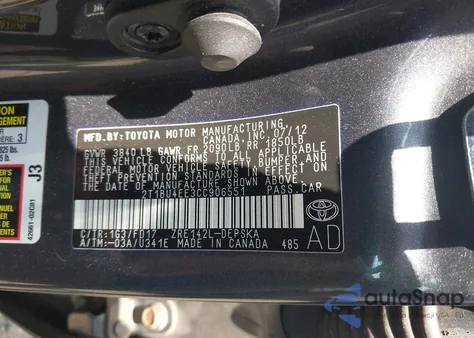 MFD.BY:TOYOTA MOTOR MANUFACTURING
CANADA, INC. 07/12
GVWR 3840LB GAWR FR 2090LB RR 1850LB
THIS VEHICLE CONFORMS TO ALL APPLICABLE
FEDERAL MOTOR VEHICLE SAFETY, BUMPER, AND
THEFT PREVENTION STANDARDS IN EFFECT ON
THE DATE OF MANUFACTURE SHOWN ABOVE.
2T1BU4EE3CC906551 PASS.CAR
C/TR:1G3/FD17 ZRE142L-DEPSKA
A/TM:-03A/U341E MADE IN CANADA 485
AD
TOYOTA
J3
42661-02C81
autoSnap